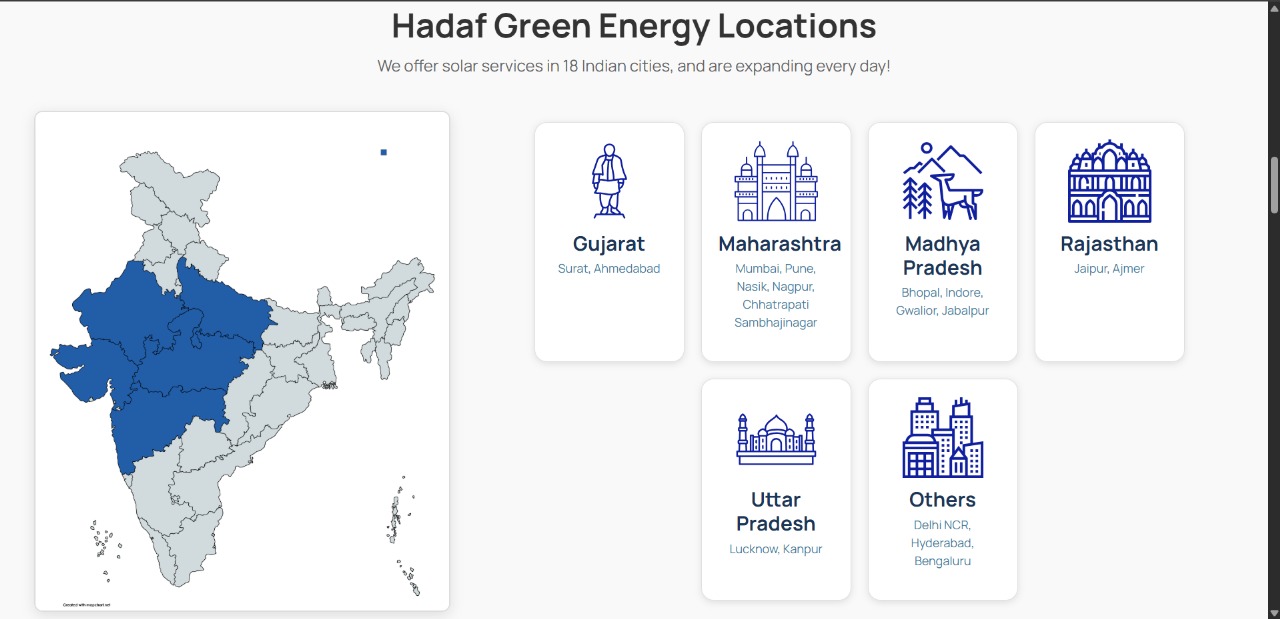 Hadaf Green Energy Locations
We offer solar services in 18 Indian cities, and are expanding every day!
Gujarat
Surat, Ahmedabad
Maharashtra
Mumbai, Pune,
Nasik, Nagpur,
Chhatrapati
Sambhajinagar
Madhya
Pradesh
Bhopal, Indore,
Gwalior, Jabalpur
Rajasthan
Jaipur, Ajmer
Uttar
Pradesh
Lucknow, Kanpur
Others
Delhi NCR,
Hyderabad,
Bengaluru
Created with mapchart.net